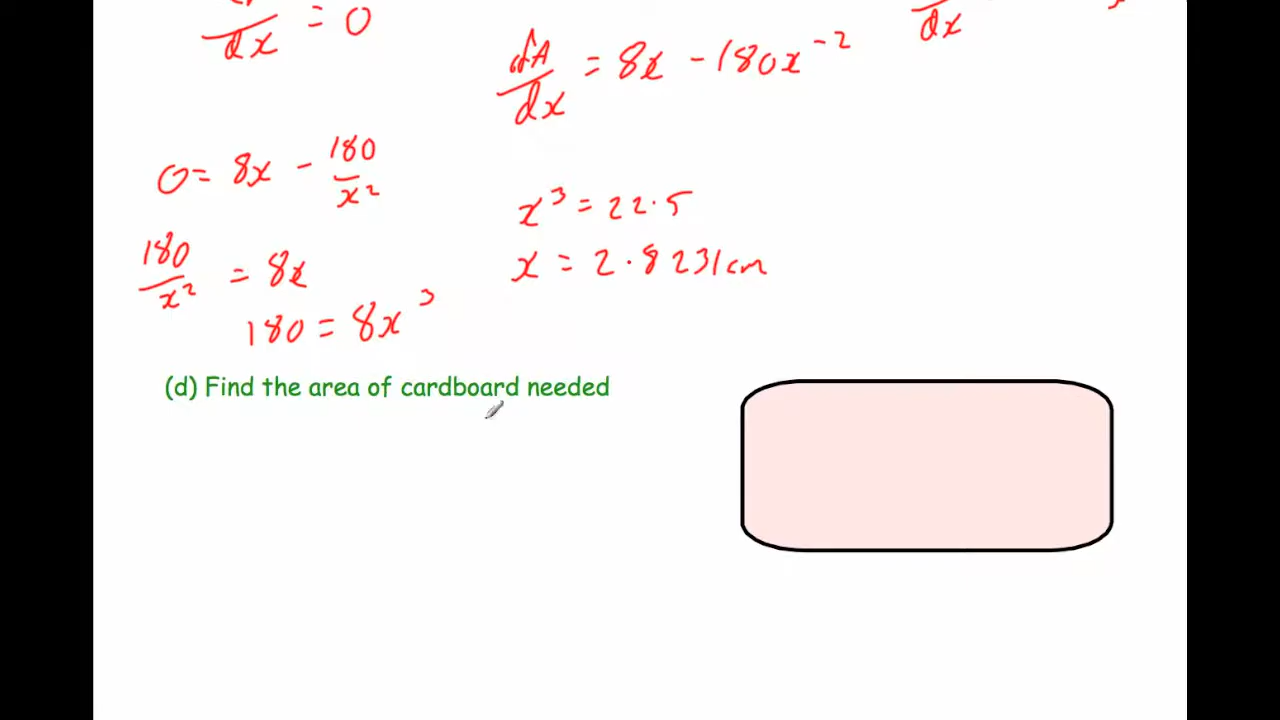 dx = 0
dx
dA/dx = 8x - 180x⁻²
0 = 8x - 180/x²
x³ = 22.5
x = 2.8231cm
180/x² = 8x
180 = 8x³
(d) Find the area of cardboard needed